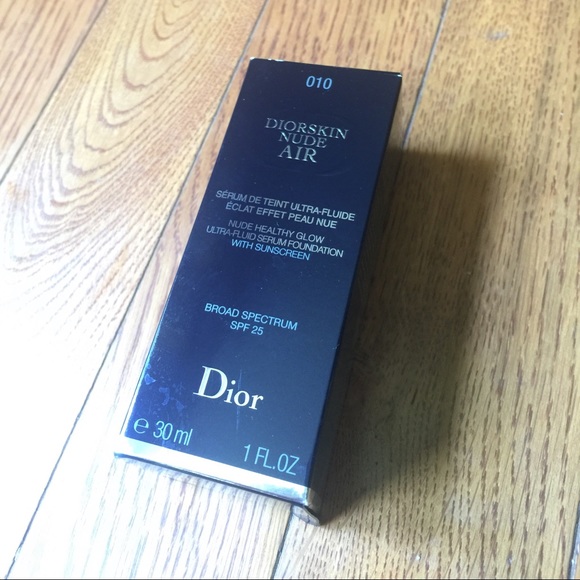 010
DIORSKIN
NUDE
AIR
SÉRUM DE TEINT ULTRA-FLUIDE
ÉCLAT EFFET PEAU NUE
NUDE HEALTHY GLOW
ULTRA-FLUID SERUM FOUNDATION
WITH SUNSCREEN
BROAD SPECTRUM
SPF 25
Dior
℮ 30 ml 1 FL.OZ